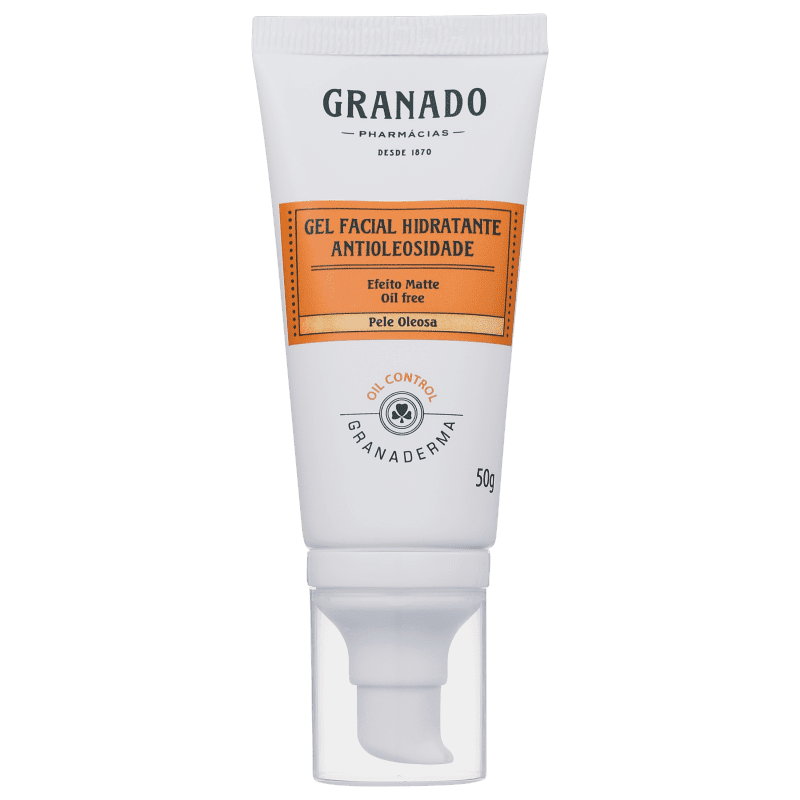 GRANADO
PHARMÁCIAS
DESDE 1870
GEL FACIAL HIDRATANTE
ANTIOLEOSIDADE
Efeito Matte
Oil free
Pele Oleosa
OIL CONTROL
GRANADERMA
50g